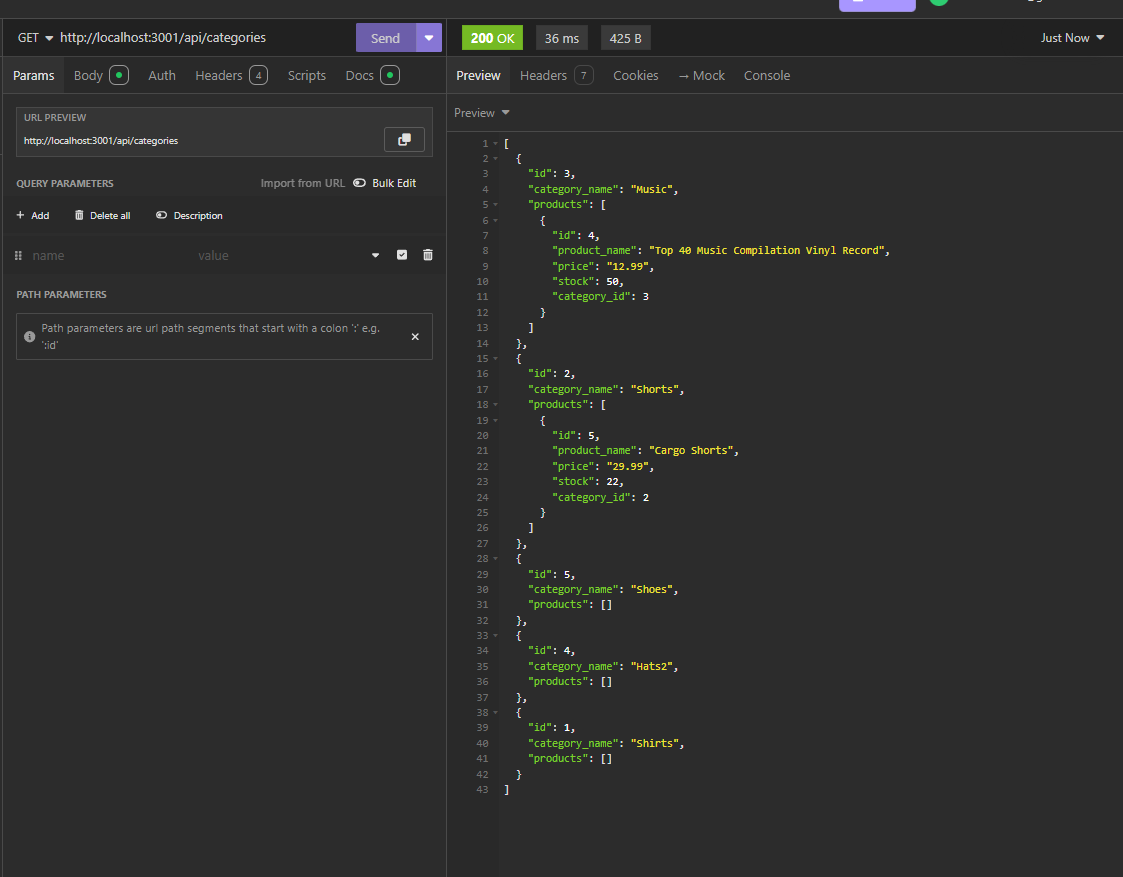 GET http://localhost:3001/api/categories Send
200 OK 36 ms 425 B Just Now
Params Body Auth Headers 4 Scripts Docs
Preview Headers 7 Cookies → Mock Console
URL PREVIEW
http://localhost:3001/api/categories
QUERY PARAMETERS Import from URL Bulk Edit
+ Add Delete all Description
name value
PATH PARAMETERS
Path parameters are url path segments that start with a colon ':' e.g.
':id'
Preview
1 [
2 {
3 "id": 3,
4 "category_name": "Music",
5 "products": [
6 {
7 "id": 4,
8 "product_name": "Top 40 Music Compilation Vinyl Record",
9 "price": "12.99",
10 "stock": 50,
11 "category_id": 3
12 }
13 ]
14 },
15 {
16 "id": 2,
17 "category_name": "Shorts",
18 "products": [
19 {
20 "id": 5,
21 "product_name": "Cargo Shorts",
22 "price": "29.99",
23 "stock": 22,
24 "category_id": 2
25 }
26 ]
27 },
28 {
29 "id": 5,
30 "category_name": "Shoes",
31 "products": []
32 },
33 {
34 "id": 4,
35 "category_name": "Hats2",
36 "products": []
37 },
38 {
39 "id": 1,
40 "category_name": "Shirts",
41 "products": []
42 }
43 ]